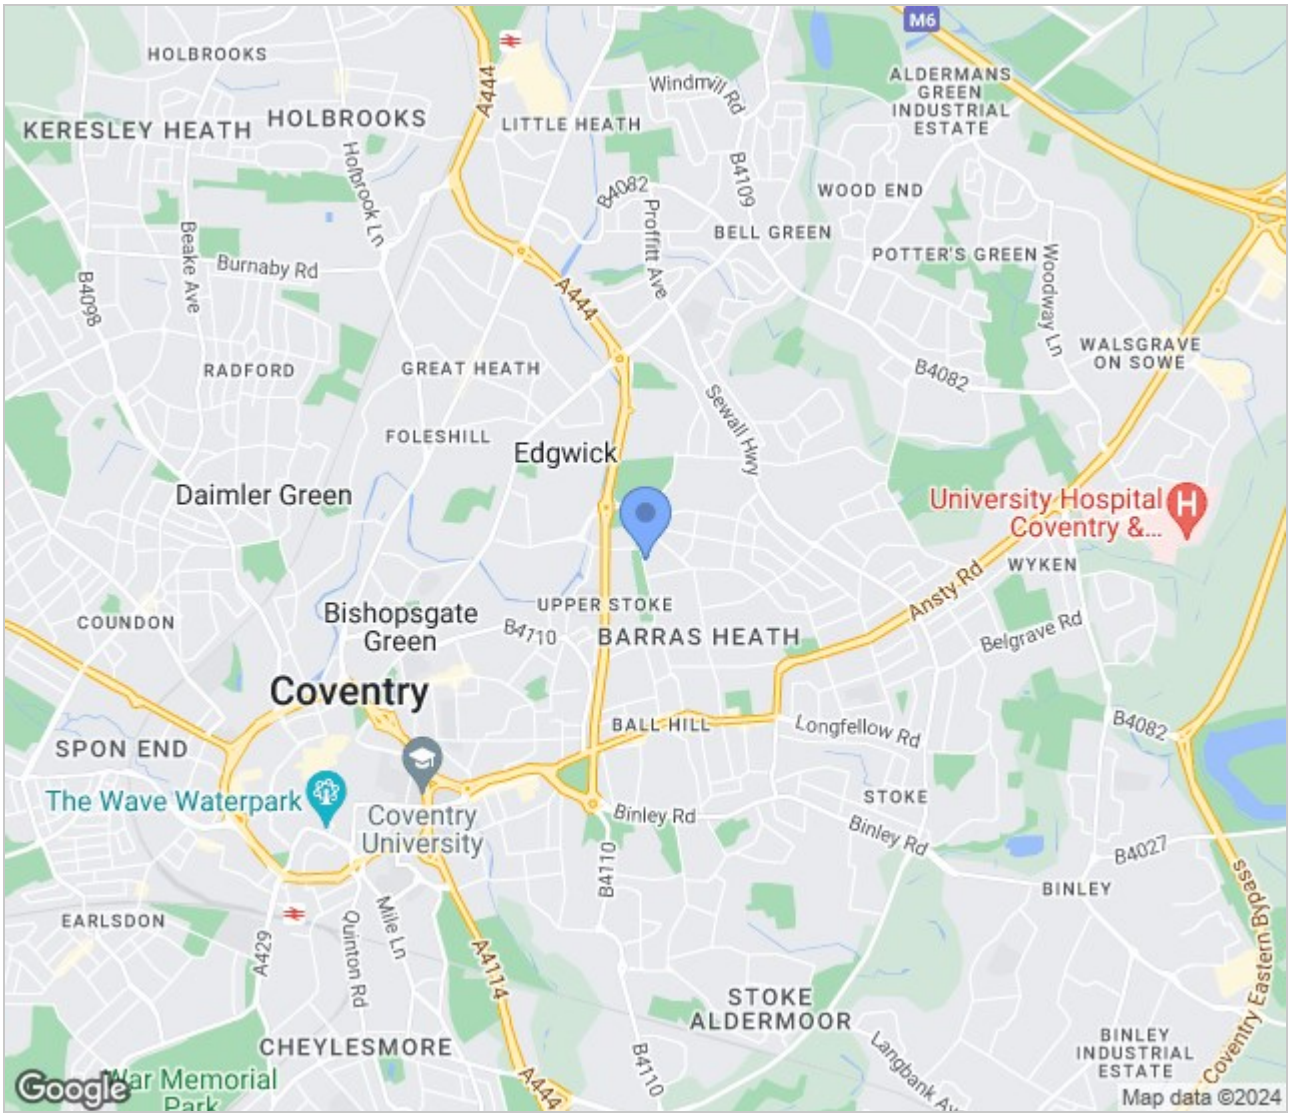 M6
HOLBROOKS
A444
Windmill Rd
ALDERMANS
GREEN
INDUSTRIAL
ESTATE
KERESLEY HEATH
HOLBROOKS
LITTLE HEATH
Holbrook Ln
B4109
B4082
WOOD END
Proffitt Ave
BELL GREEN
POTTER'S GREEN
Beake Ave
Burnaby Rd
B4098
A444
Woodway Ln
WALSGRAVE
ON SOWE
RADFORD
GREAT HEATH
B4082
Sewall Hwy
FOLESHILL
Edgwick
Daimler Green
University Hospital
Coventry &...
H
WYKEN
Ansty Rd
COUNDON
Bishopsgate
Green
UPPER STOKE
B4110
BARRAS HEATH
Belgrave Rd
Coventry
BALL HILL
Longfellow Rd
B4082
SPON END
The Wave Waterpark
Coventry
University
STOKE
Binley Rd
Binley Rd
B4027
B4110
BINLEY
EARLSDON
A429
Quinton Rd
Mile Ln
A4114
Coventry Eastern Bypass
STOKE
ALDERMOOR
CHEYLESMORE
B4110
Langbank Av
BINLEY
INDUSTRIAL
ESTATE
A444
War Memorial
Park
Google
Map data ©2024